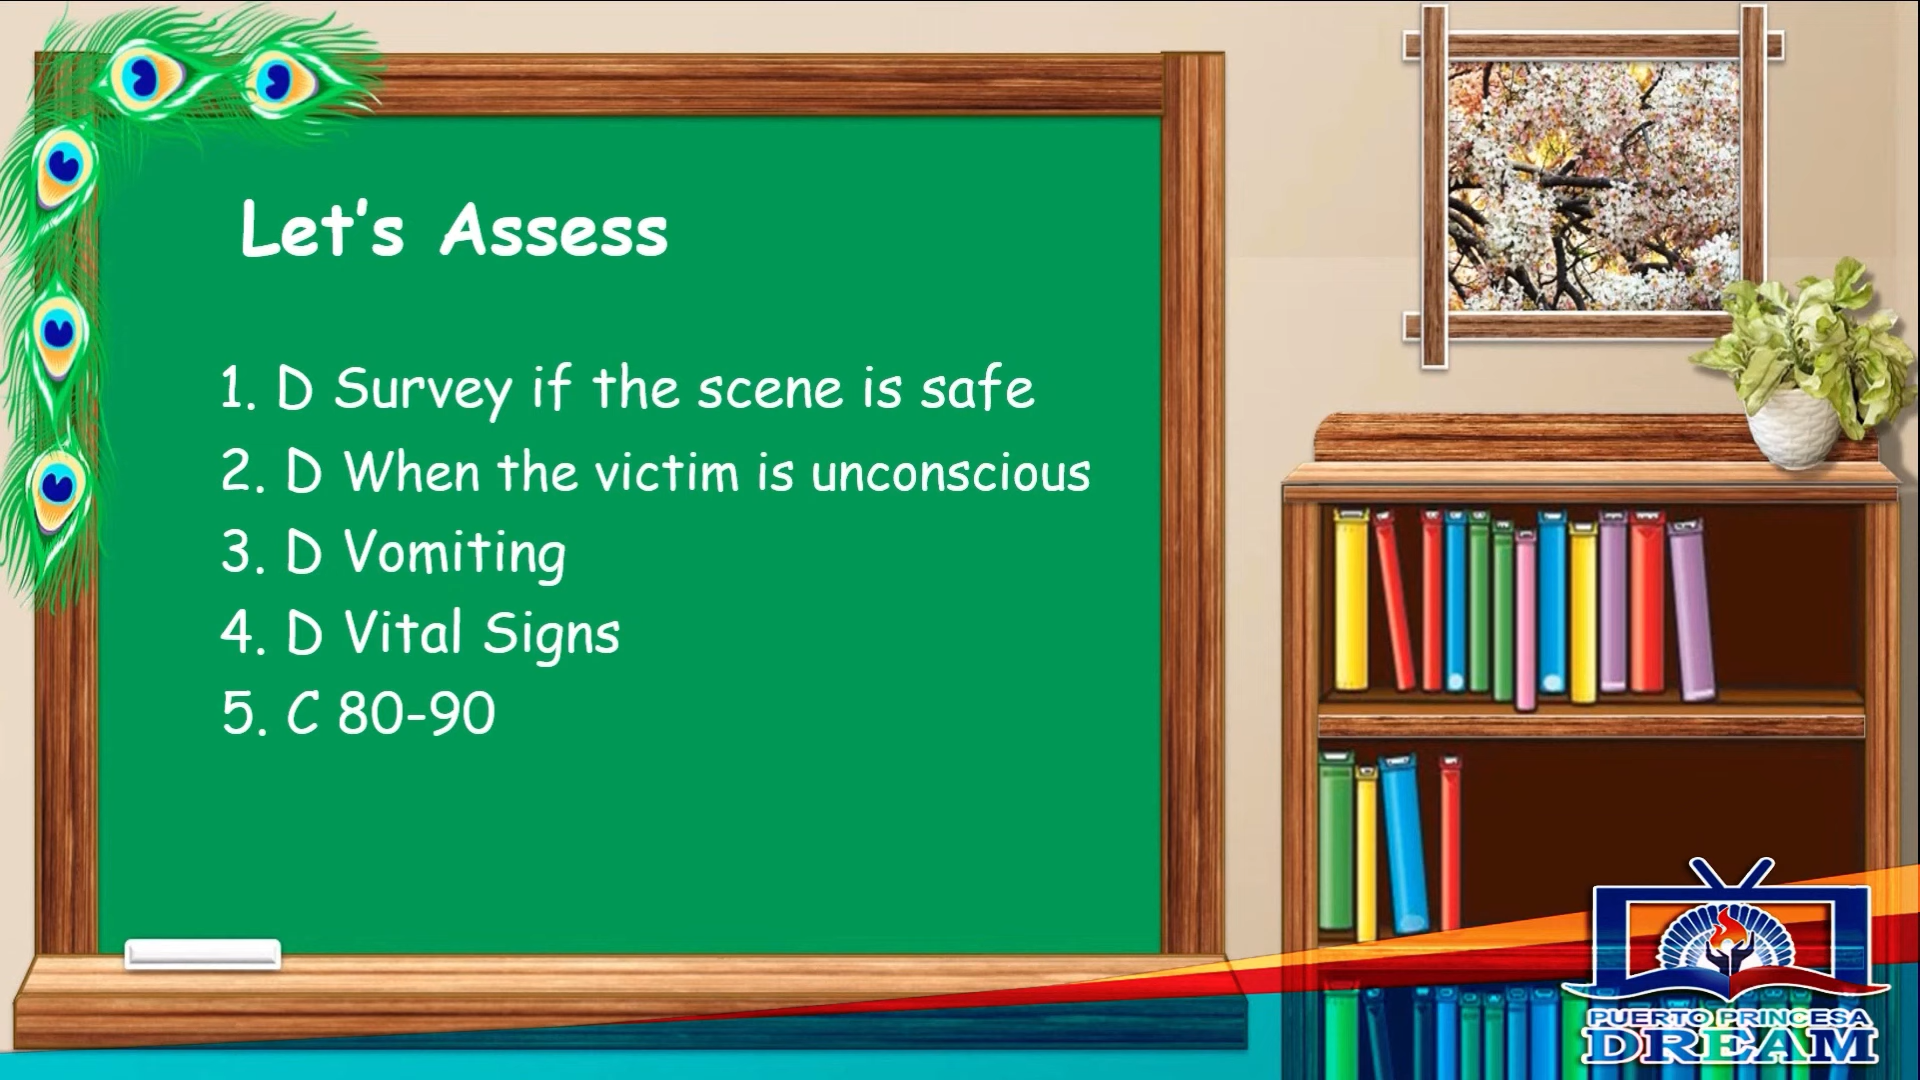 Let's Assess
1. D Survey if the scene is safe
2. D When the victim is unconscious
3. D Vomiting
4. D Vital Signs
5. C 80-90
PUERTO PRINCESA
DREAM